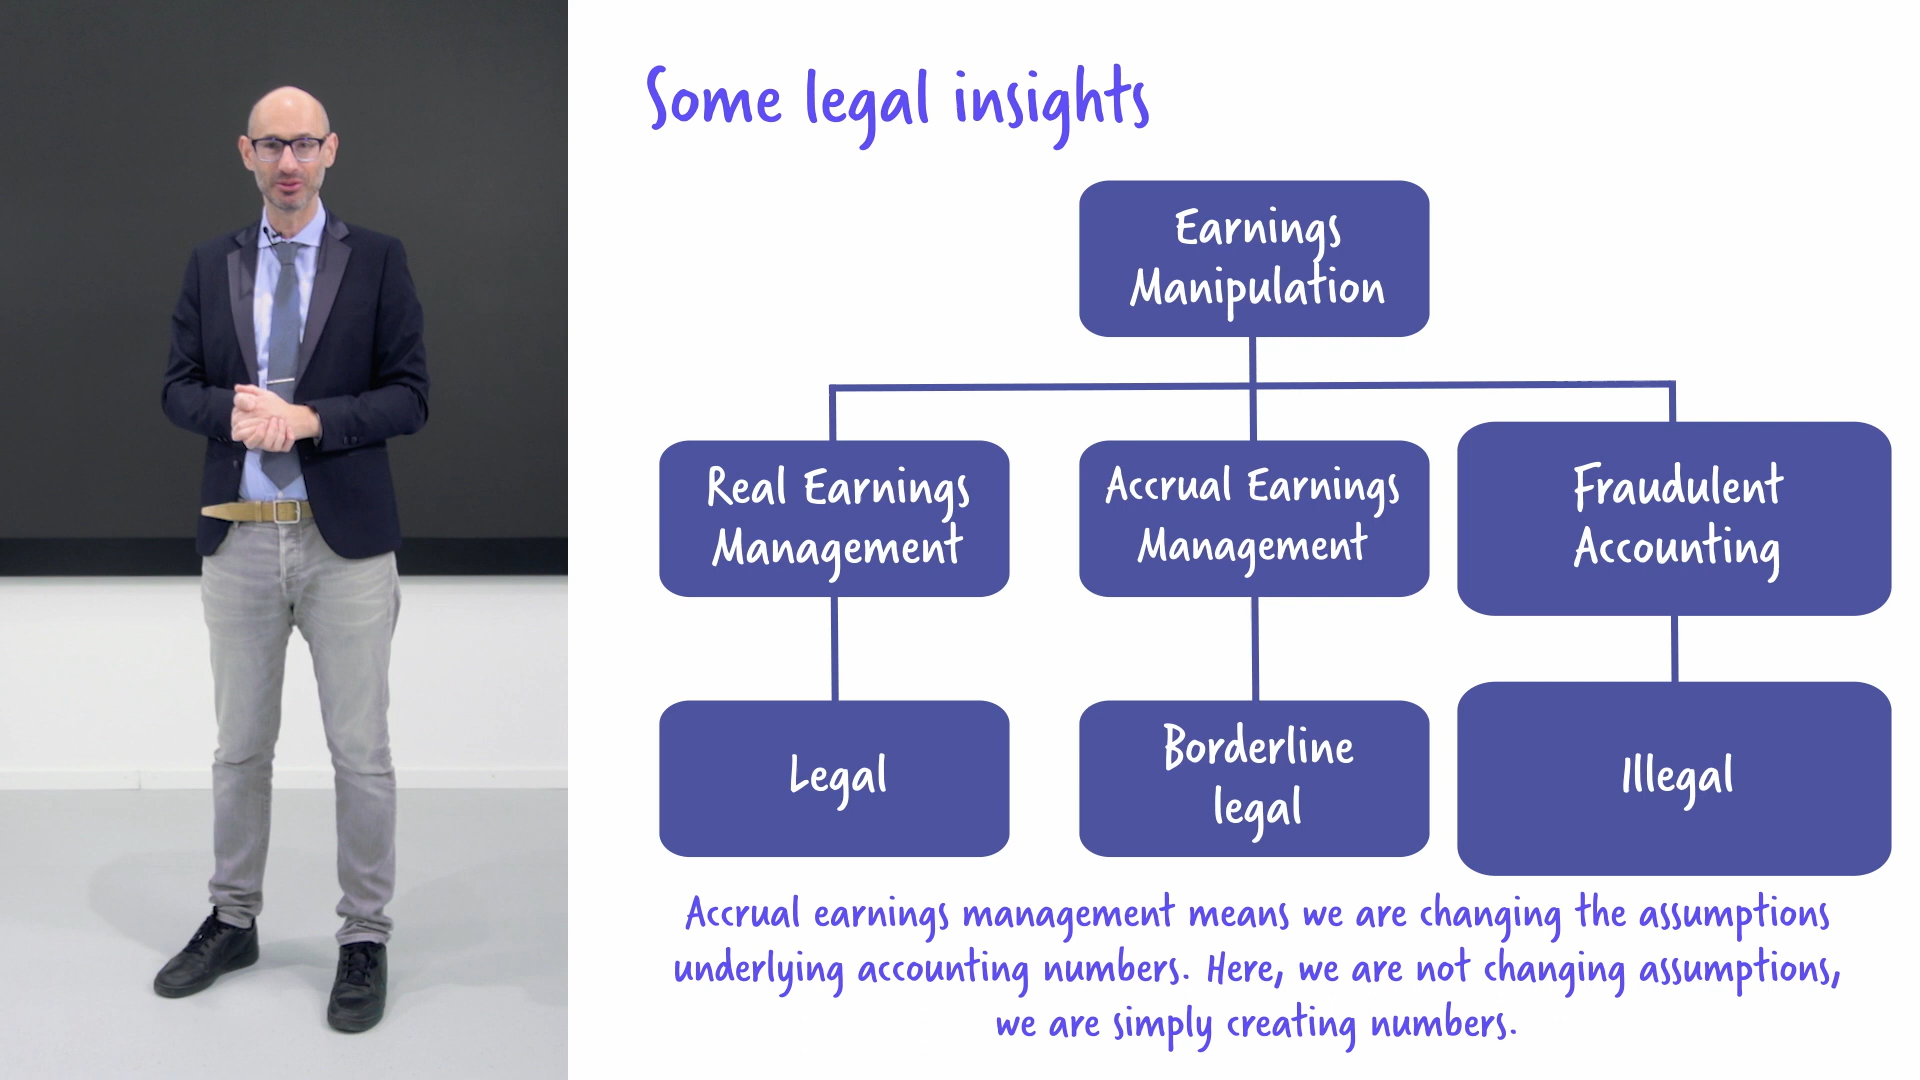 Some legal insights
Earnings
Manipulation
Real Earnings
Management
Accrual Earnings
Management
Fraudulent
Accounting
Legal
Borderline
legal
Illegal
Accrual earnings management means we are changing the assumptions
underlying accounting numbers. Here, we are not changing assumptions,
we are simply creating numbers.